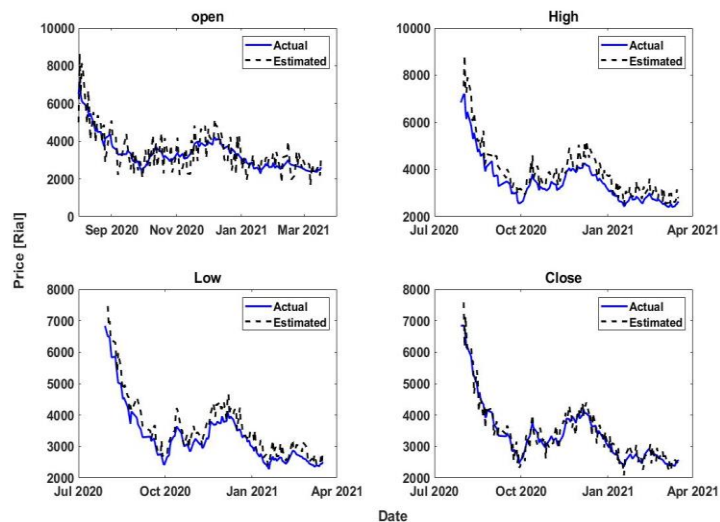 open
10000
8000
6000
4000
2000
0
Sep 2020 Nov 2020 Jan 2021 Mar 2021
Actual
Estimated
High
10000
8000
6000
4000
2000
Jul 2020 Oct 2020 Jan 2021 Apr 2021
Actual
Estimated
Price [Rial]
Low
8000
7000
6000
5000
4000
3000
2000
Jul 2020 Oct 2020 Jan 2021 Apr 2021
Actual
Estimated
Close
8000
7000
6000
5000
4000
3000
2000
Jul 2020 Oct 2020 Jan 2021 Apr 2021
Actual
Estimated
Date